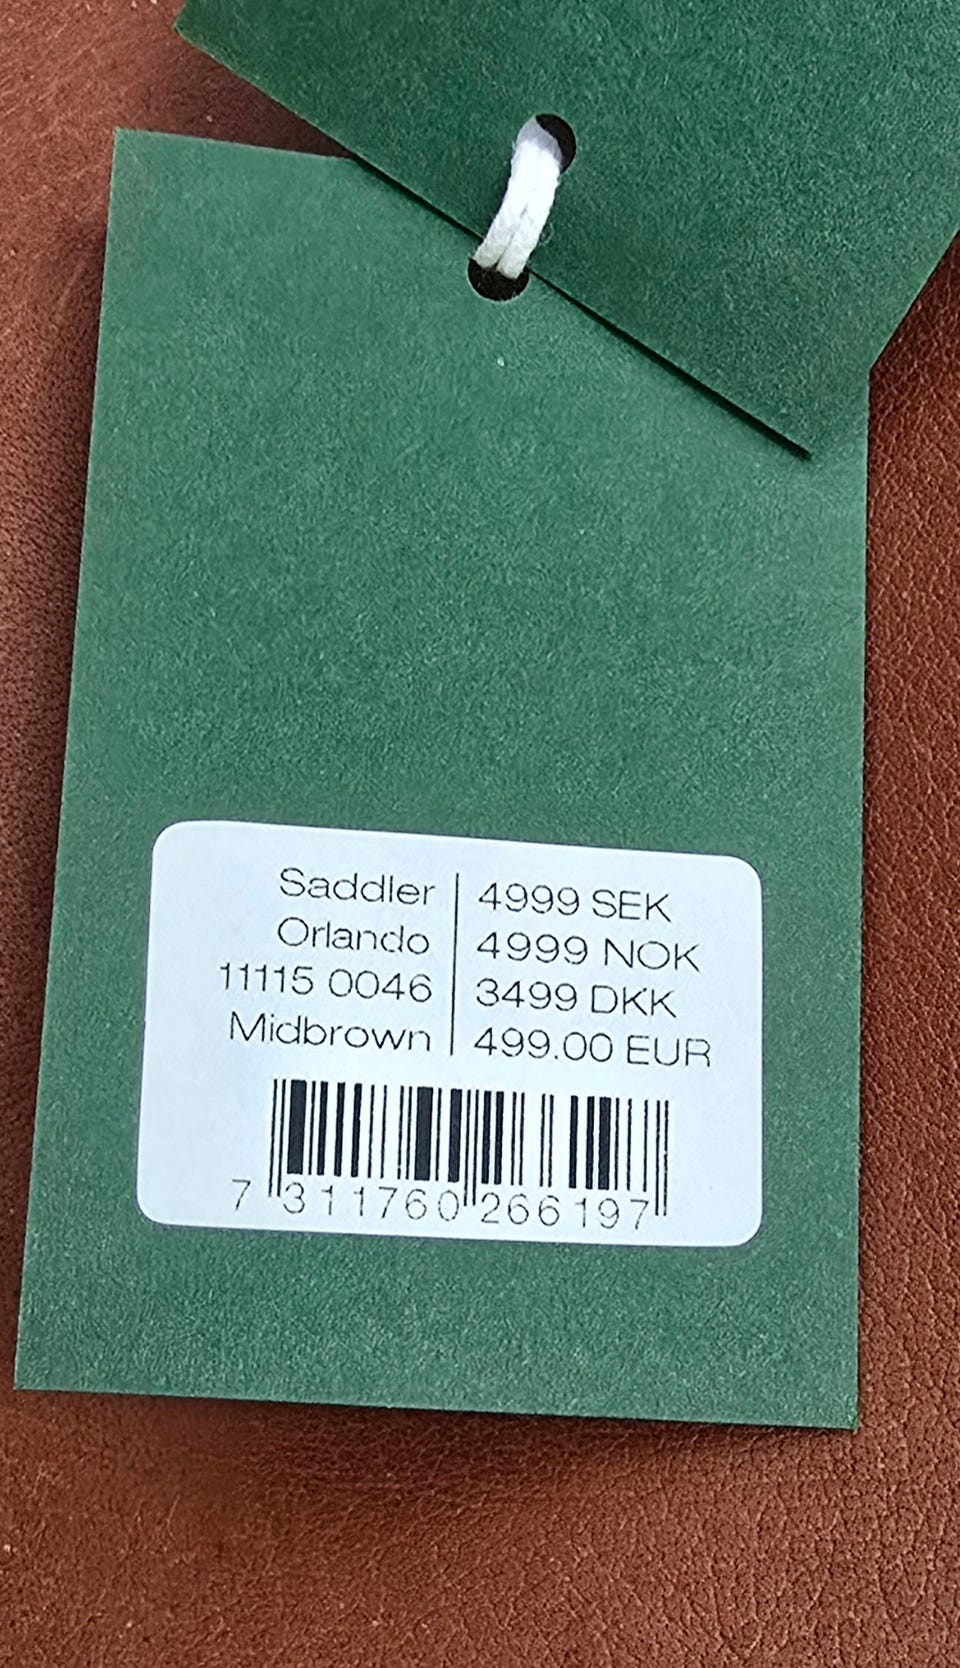 Saddler
Orlando
11115 0046
Midbrown
4999 SEK
4999 NOK
3499 DKK
499.00 EUR
7 311760 266197